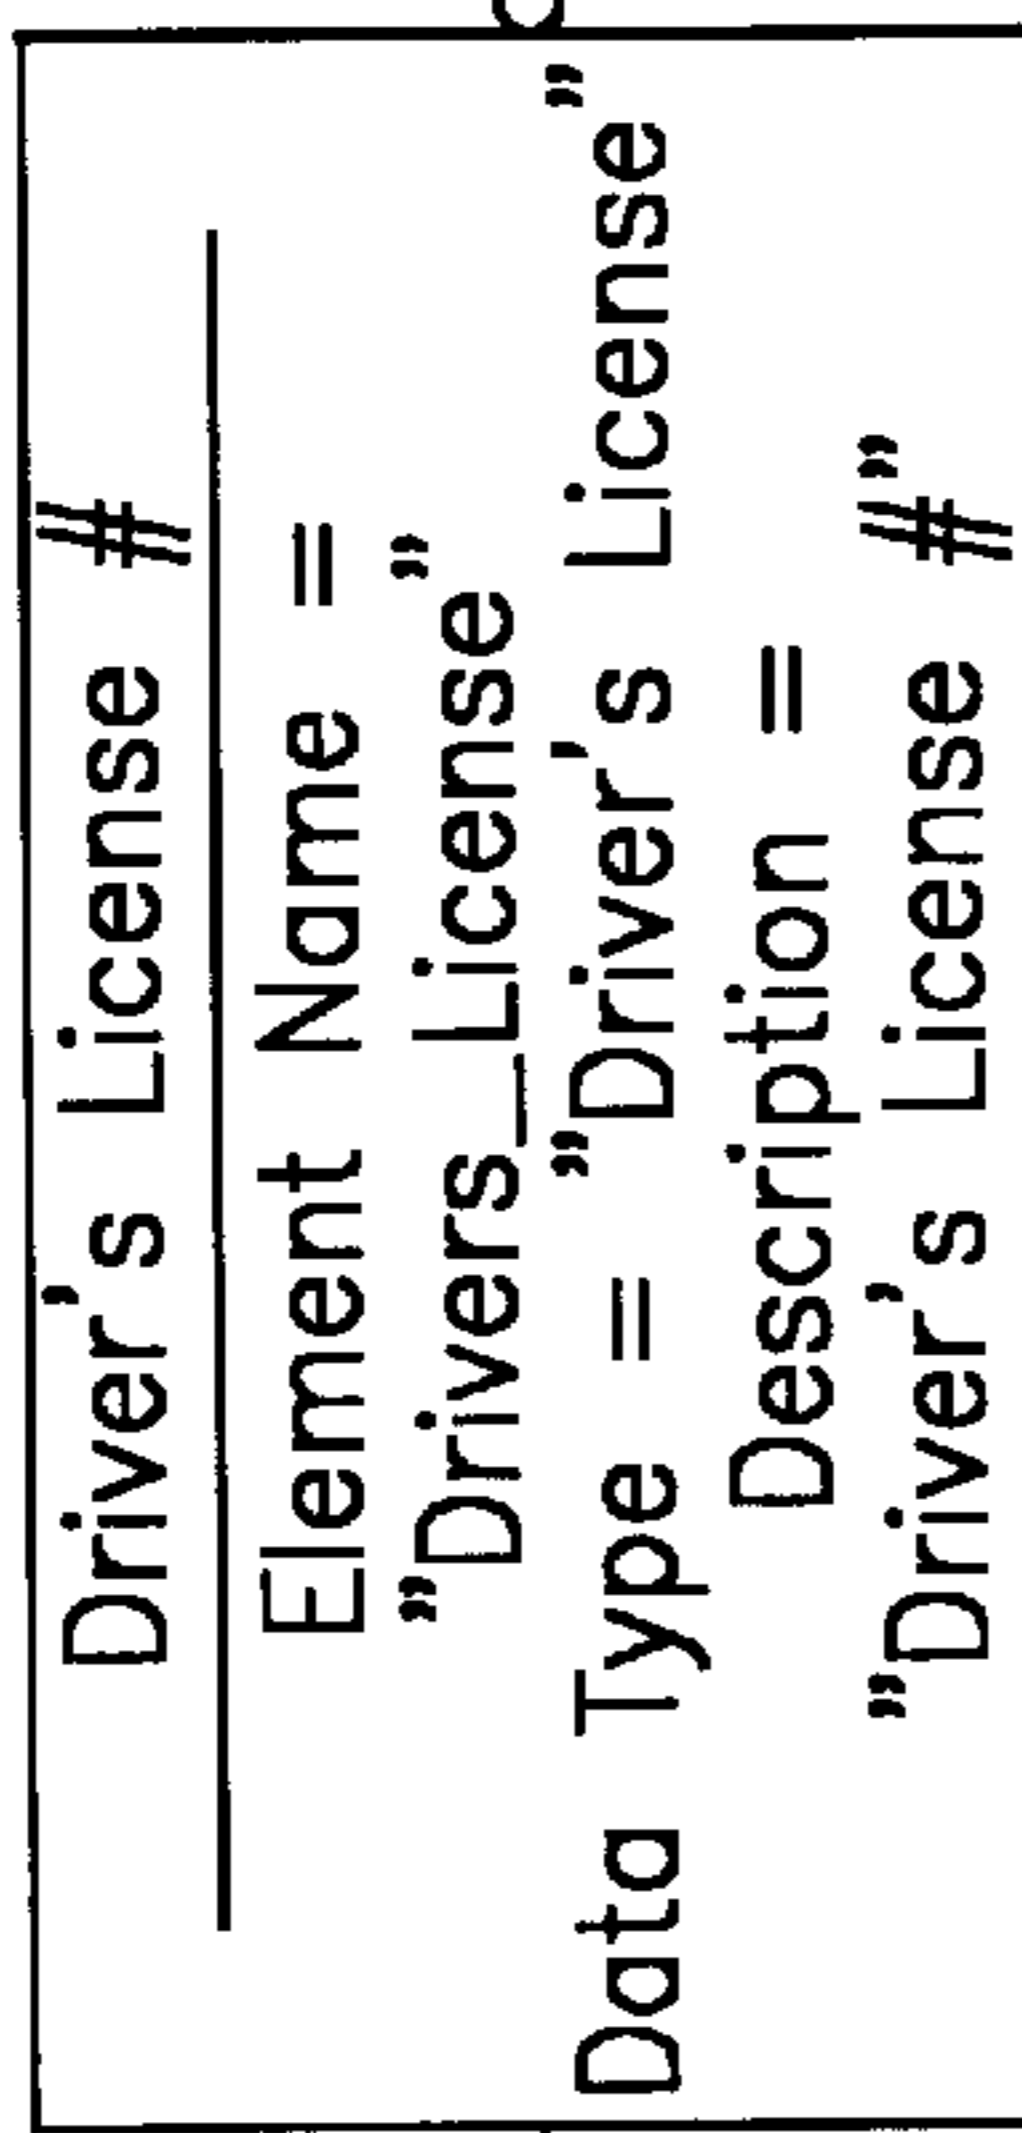 Driver's License #
Element Name =
"Drivers_License"
Data Type = "Driver's License"
Description =
"Driver's License #"